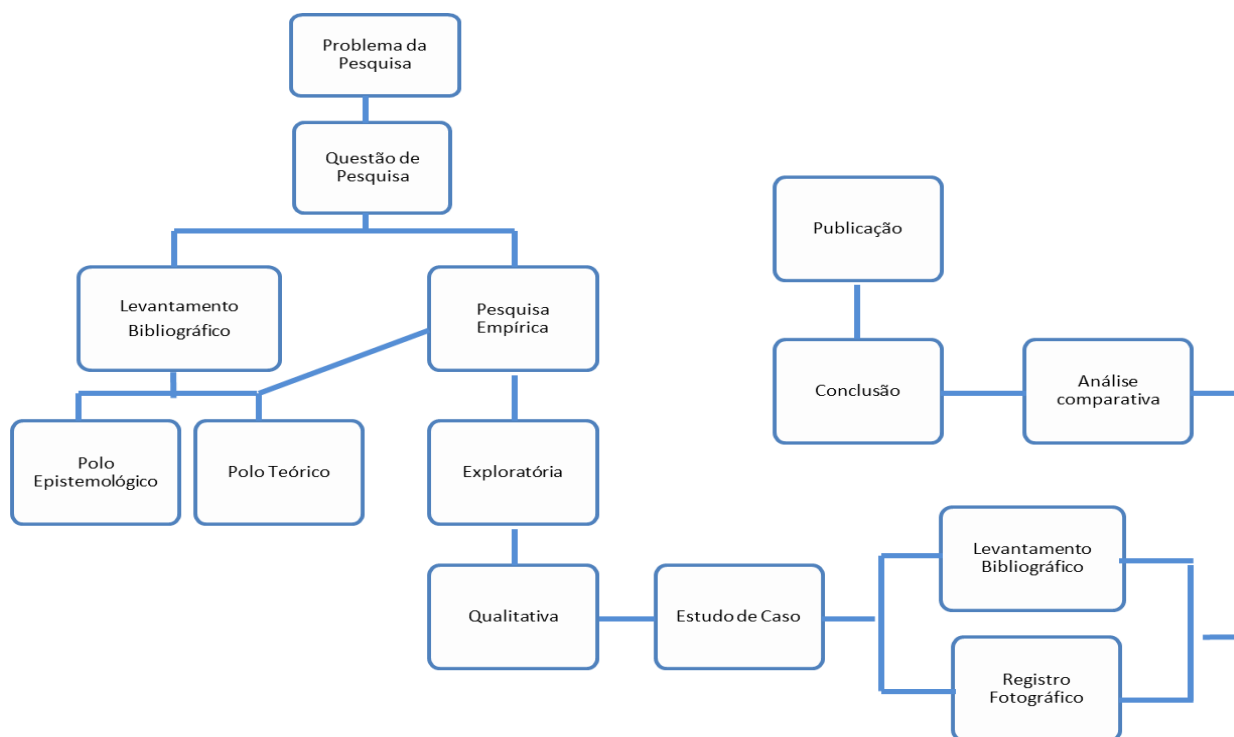 Problema da
Pesquisa
Questão de
Pesquisa
Levantamento
Bibliográfico
Pesquisa
Empírica
Polo
Epistemológico
Polo Teórico
Exploratória
Qualitativa
Estudo de Caso
Levantamento
Bibliográfico
Registro
Fotográfico
Análise
comparativa
Conclusão
Publicação